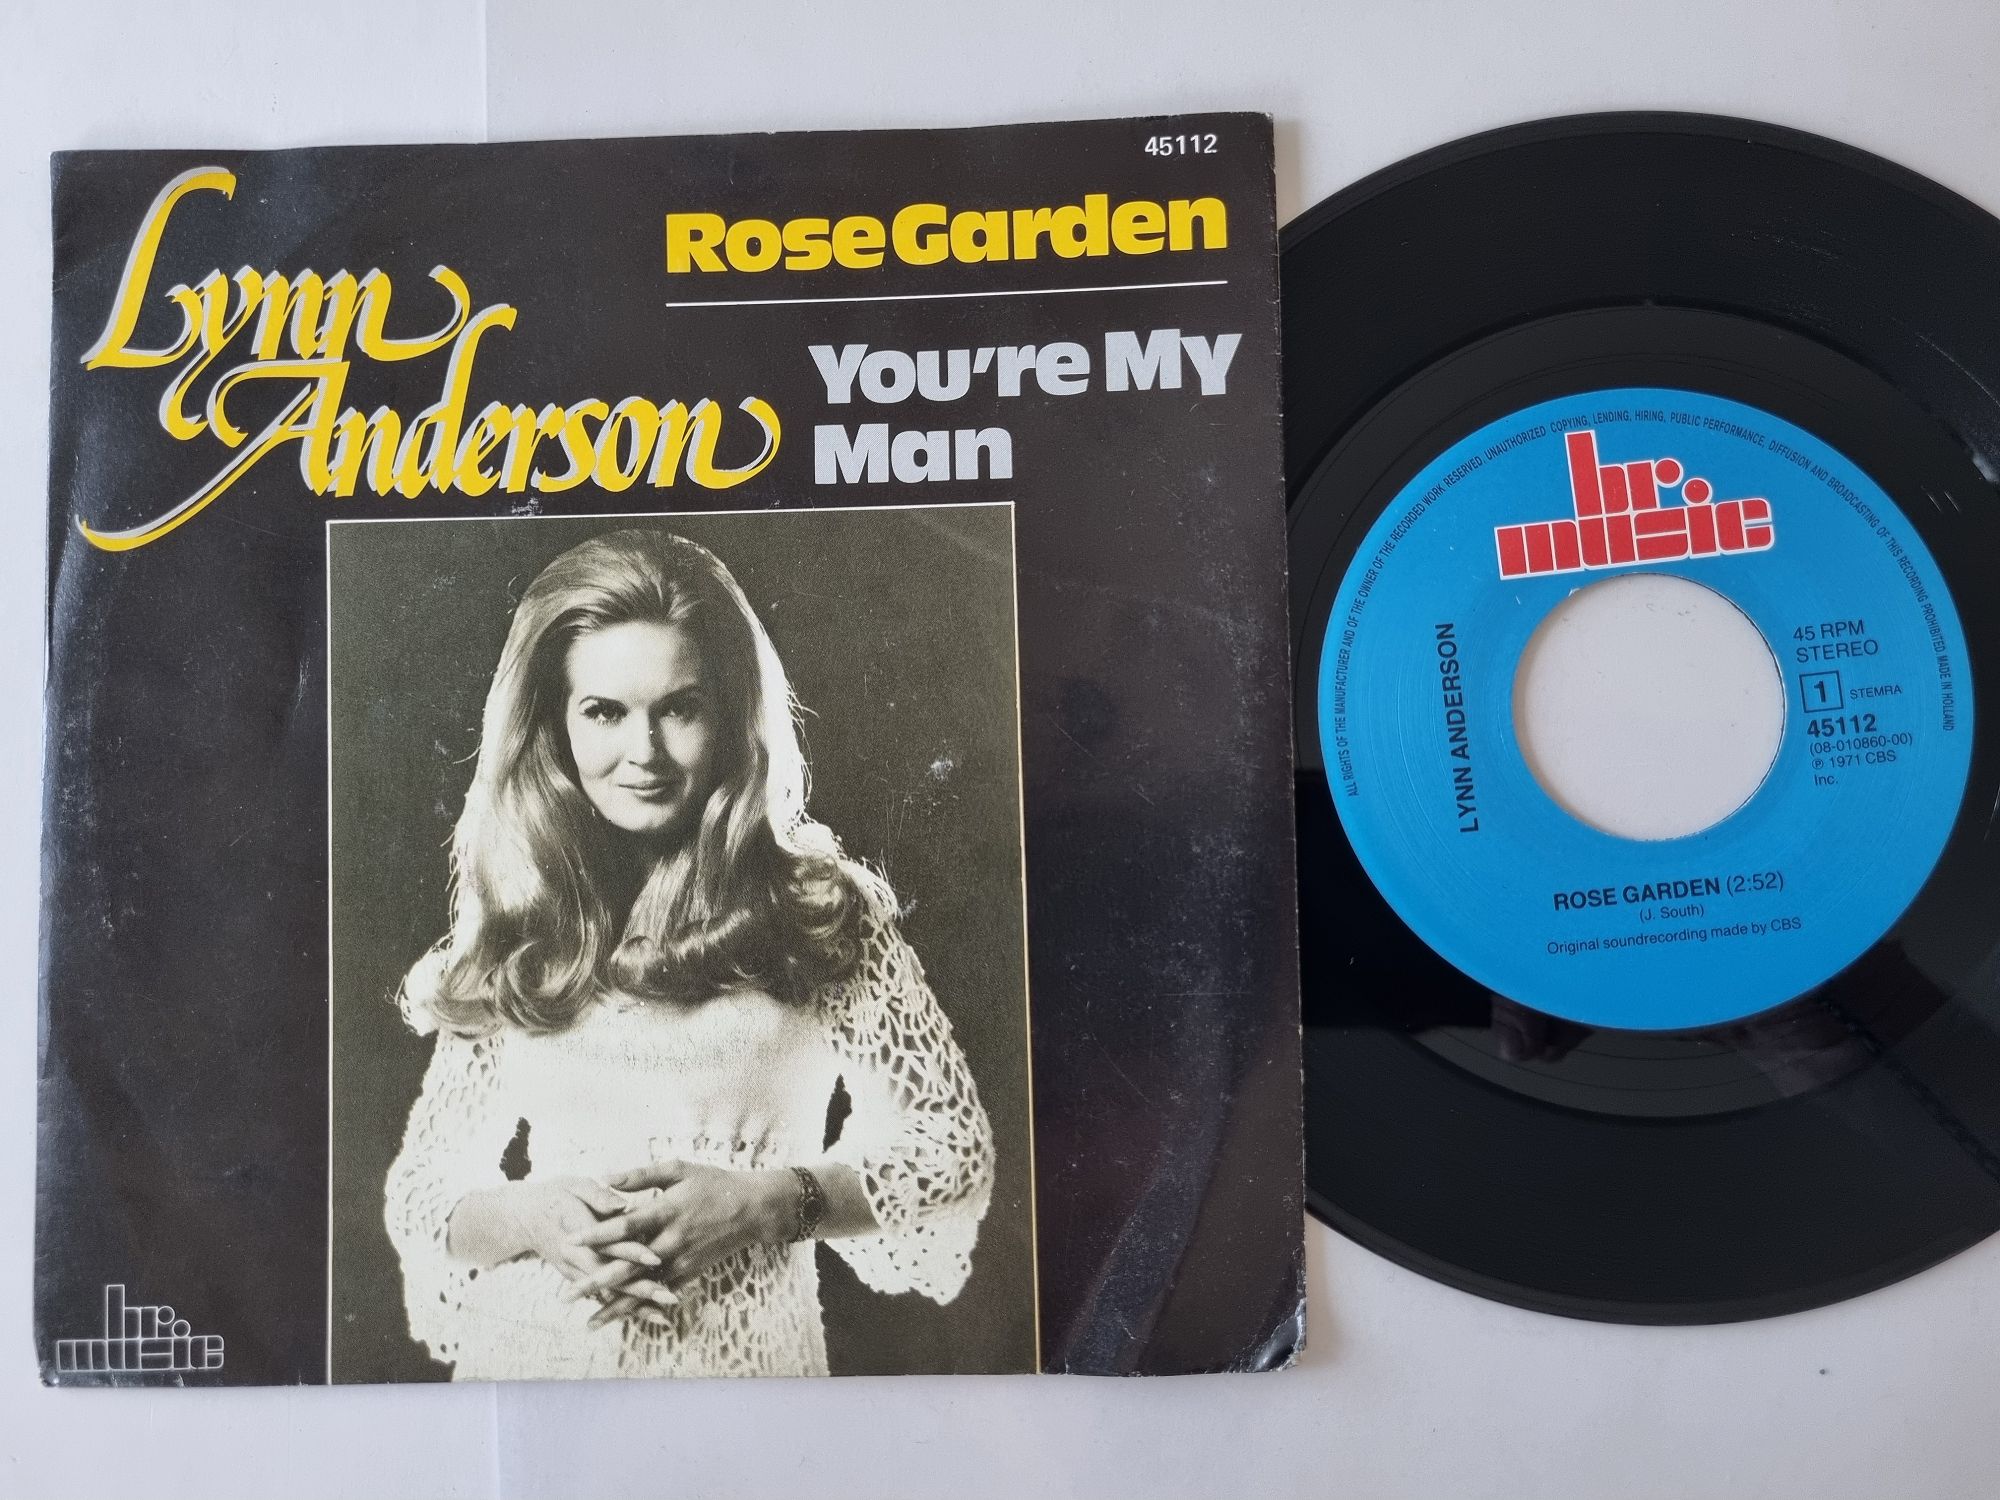 45112
Lynn
Anderson
Rose Garden
You're My
Man
br
music
ALL RIGHTS OF THE MANUFACTURER AND OF THE OWNER OF THE RECORDED WORK RESERVED. UNAUTHORIZED COPYING, LENDING, HIRING, PUBLIC PERFORMANCE, DIFFUSION AND BROADCASTING OF THIS RECORDING PROHIBITED. MADE IN HOLLAND
br
music
LYNN ANDERSON
45 RPM
STEREO
1 STEMRA
45112
(08-010860-00)
℗ 1971 CBS
Inc.
ROSE GARDEN (2:52)
(J. South)
Original soundrecording made by CBS